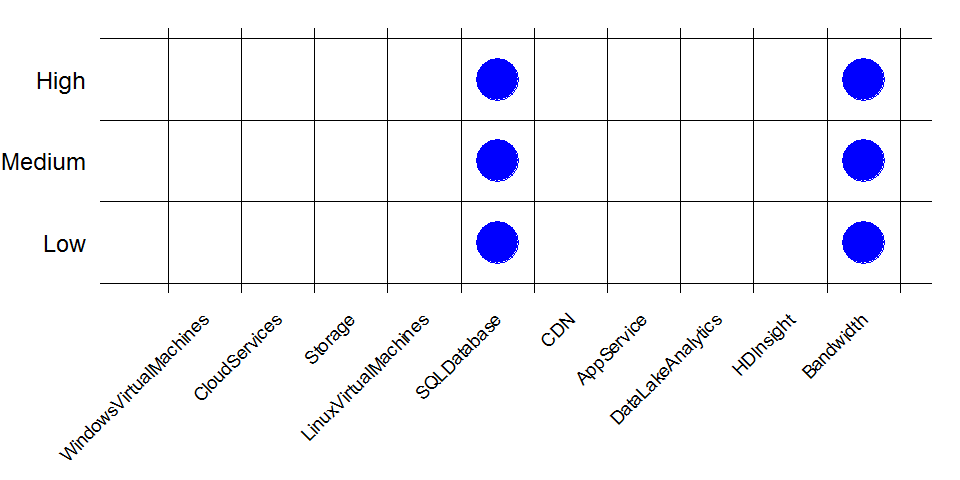 High
Medium
Low
WindowsVirtualMachines
CloudServices
Storage
LinuxVirtualMachines
SQLDatabase
CDN
AppService
DataLakeAnalytics
HDInsight
Bandwidth